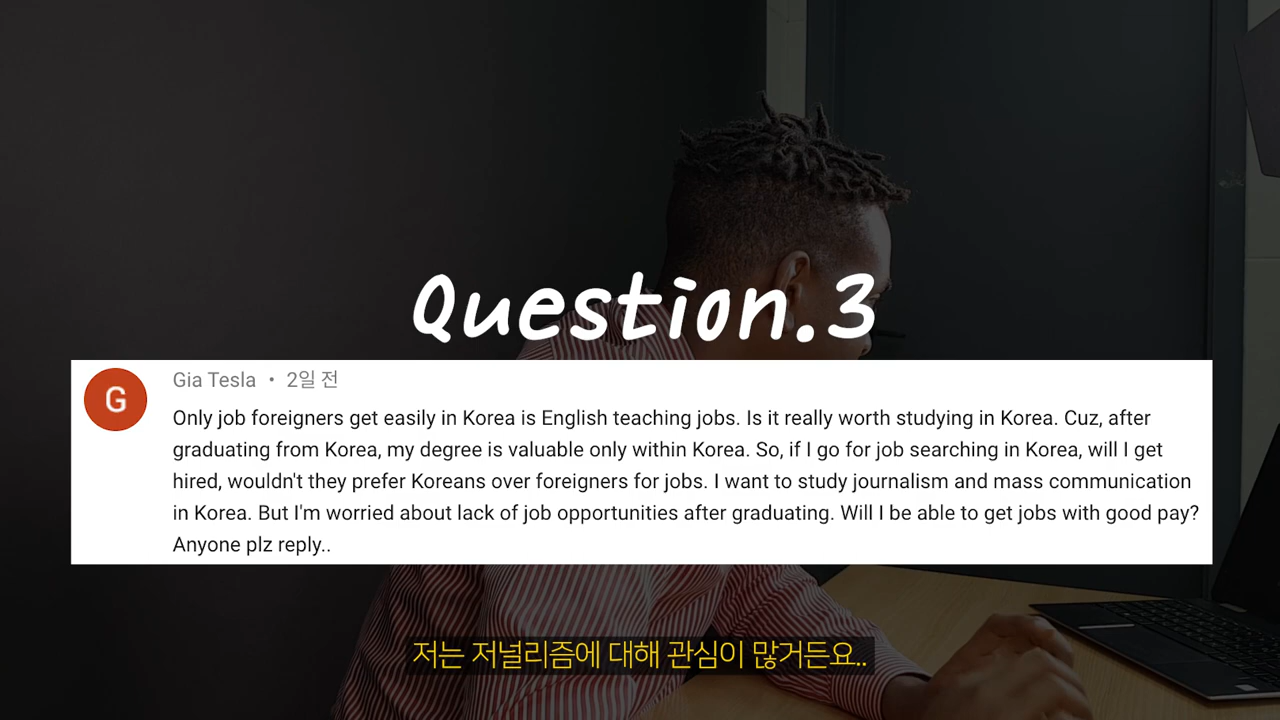 Question.3
G
Gia Tesla • 2일 전
Only job foreigners get easily in Korea is English teaching jobs. Is it really worth studying in Korea. Cuz, after
graduating from Korea, my degree is valuable only within Korea. So, if I go for job searching in Korea, will I get
hired, wouldn't they prefer Koreans over foreigners for jobs. I want to study journalism and mass communication
in Korea. But I'm worried about lack of job opportunities after graduating. Will I be able to get jobs with good pay?
Anyone plz reply..
저는 저널리즘에 대해 관심이 많거든요..